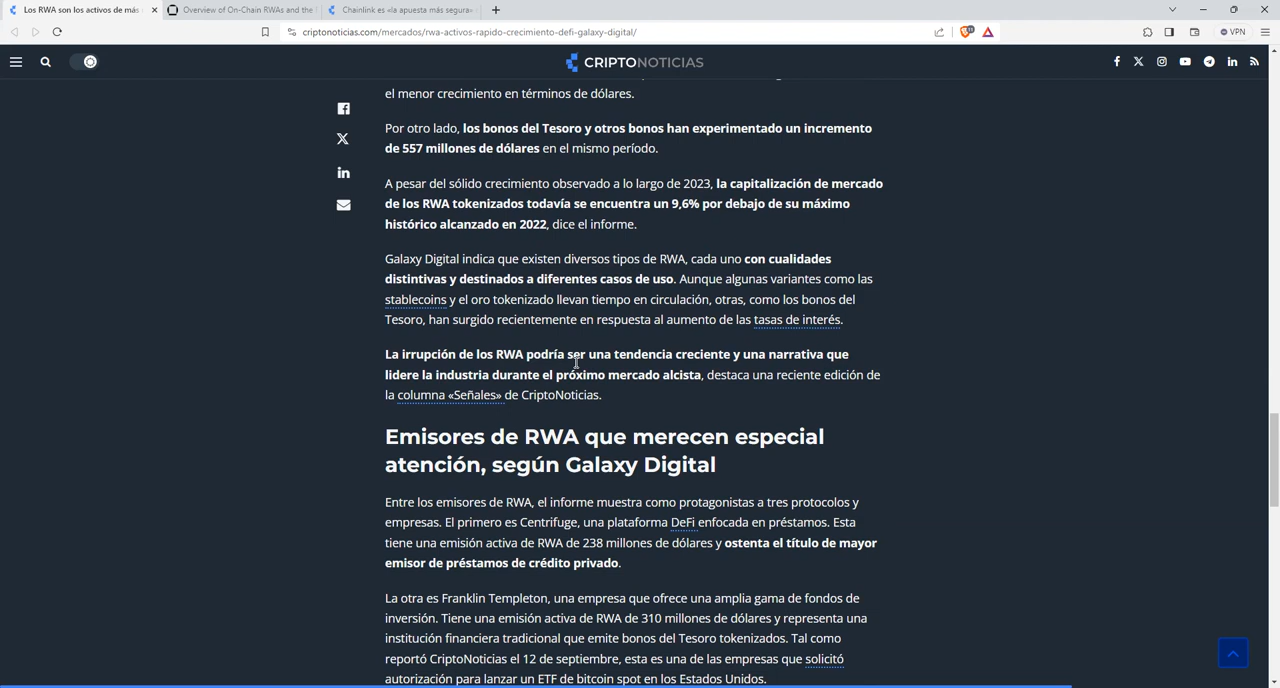 Los RWA son los activos de más
Overview of On-Chain RWAs and the
Chainlink es «la apuesta más segura»
criptonoticias.com/mercados/rwa-activos-rapido-crecimiento-defi-galaxy-digital/
VPN
CRIPTONOTICIAS
el menor crecimiento en términos de dólares.
Por otro lado, los bonos del Tesoro y otros bonos han experimentado un incremento
de 557 millones de dólares en el mismo período.
A pesar del sólido crecimiento observado a lo largo de 2023, la capitalización de mercado
de los RWA tokenizados todavía se encuentra un 9,6% por debajo de su máximo
histórico alcanzado en 2022, dice el informe.
Galaxy Digital indica que existen diversos tipos de RWA, cada uno con cualidades
distintivas y destinados a diferentes casos de uso. Aunque algunas variantes como las
stablecoins y el oro tokenizado llevan tiempo en circulación, otras, como los bonos del
Tesoro, han surgido recientemente en respuesta al aumento de las tasas de interés.
La irrupción de los RWA podría ser una tendencia creciente y una narrativa que
lidere la industria durante el próximo mercado alcista, destaca una reciente edición de
la columna «Señales» de CriptoNoticias.
Emisores de RWA que merecen especial
atención, según Galaxy Digital
Entre los emisores de RWA, el informe muestra como protagonistas a tres protocolos y
empresas. El primero es Centrifuge, una plataforma DeFi enfocada en préstamos. Esta
tiene una emisión activa de RWA de 238 millones de dólares y ostenta el título de mayor
emisor de préstamos de crédito privado.
La otra es Franklin Templeton, una empresa que ofrece una amplia gama de fondos de
inversión. Tiene una emisión activa de RWA de 310 millones de dólares y representa una
institución financiera tradicional que emite bonos del Tesoro tokenizados. Tal como
reportó CriptoNoticias el 12 de septiembre, esta es una de las empresas que solicitó
autorización para lanzar un ETF de bitcoin spot en los Estados Unidos.